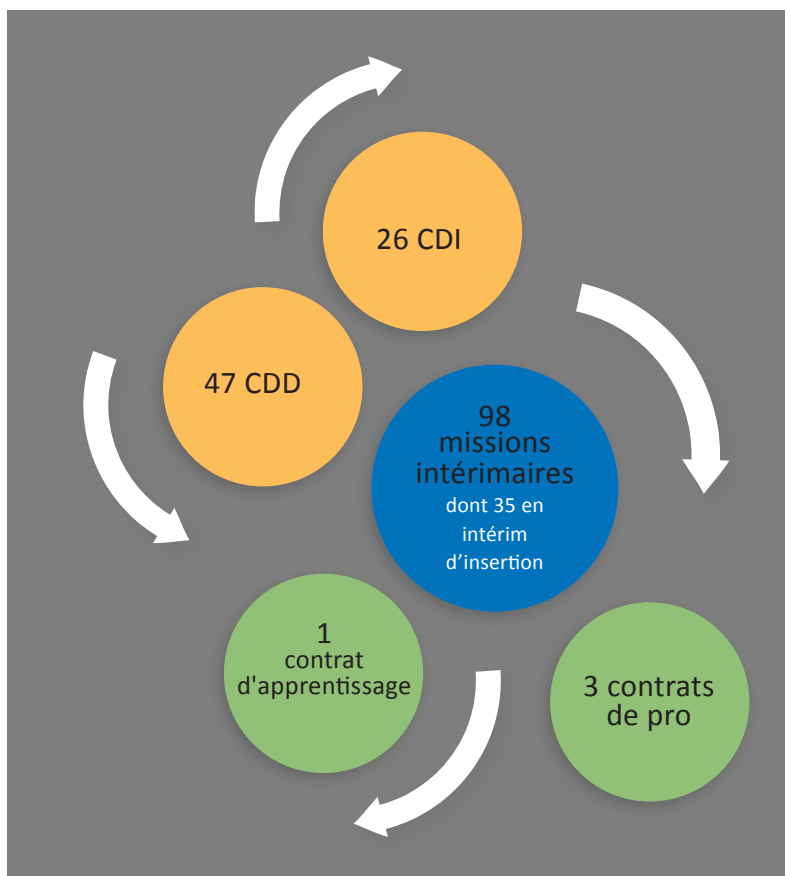 26 CDI
47 CDD
98
missions
intérimaires
dont 35 en
intérim
d’insertion
1
contrat
d'apprentissage
3 contrats
de pro